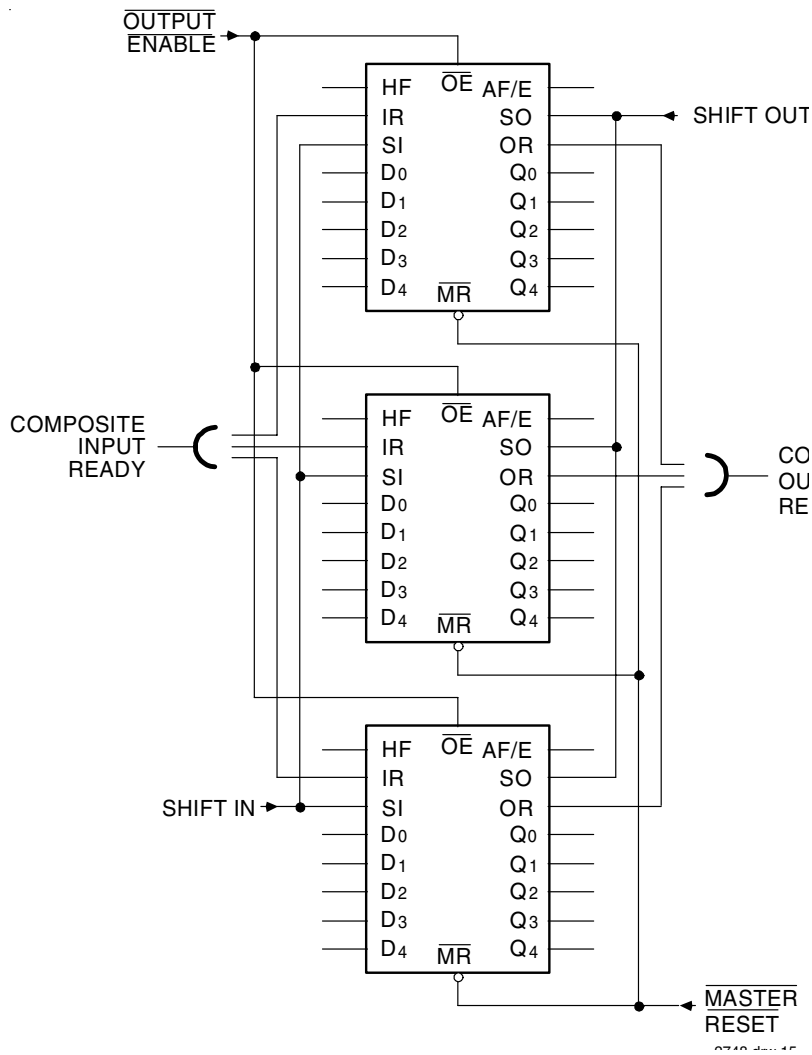 OUTPUT
ENABLE
OE
HF
AF/E
IR
SO
SHIFT OUT
SI
OR
D0
Q0
D1
Q1
D2
Q2
D3
Q3
D4
Q4
MR
OE
HF
AF/E
COMPOSITE
INPUT
READY
IR
SO
SI
OR
D0
Q0
D1
Q1
D2
Q2
D3
Q3
D4
Q4
MR
OE
HF
AF/E
IR
SO
SHIFT IN
SI
OR
D0
Q0
D1
Q1
D2
Q2
D3
Q3
D4
Q4
MR
MASTER
RESET